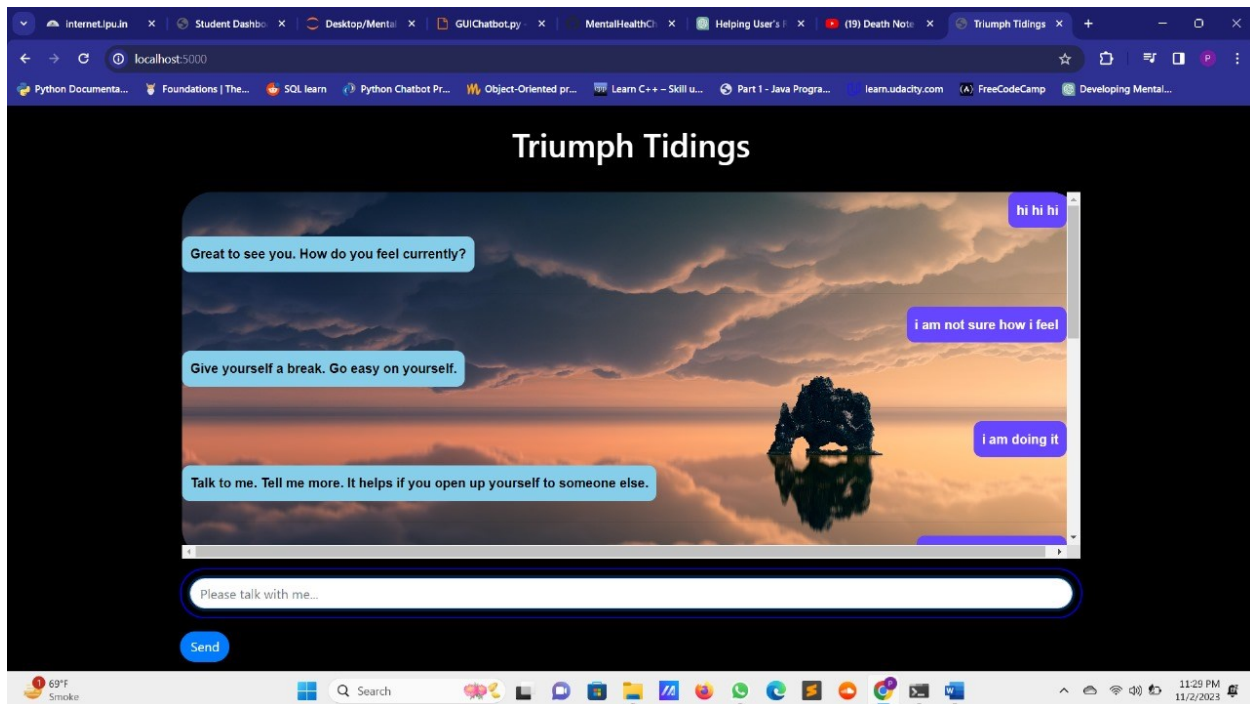 internet.ipu.in
Student Dashbo
Desktop/Mental
GUIChatbot.py -
MentalHealthCh
Helping User's F
(19) Death Note
Triumph Tidings
localhost:5000
Python Documenta...
Foundations | The...
SQL learn
Python Chatbot Pr...
Object-Oriented pr...
Learn C++ – Skill u...
Part 1 - Java Progra...
learn.udacity.com
FreeCodeCamp
Developing Mental...
Triumph Tidings
hi hi hi
Great to see you. How do you feel currently?
i am not sure how i feel
Give yourself a break. Go easy on yourself.
i am doing it
Talk to me. Tell me more. It helps if you open up yourself to someone else.
Please talk with me...
Send
69°F
Smoke
Search
11:29 PM
11/2/2023